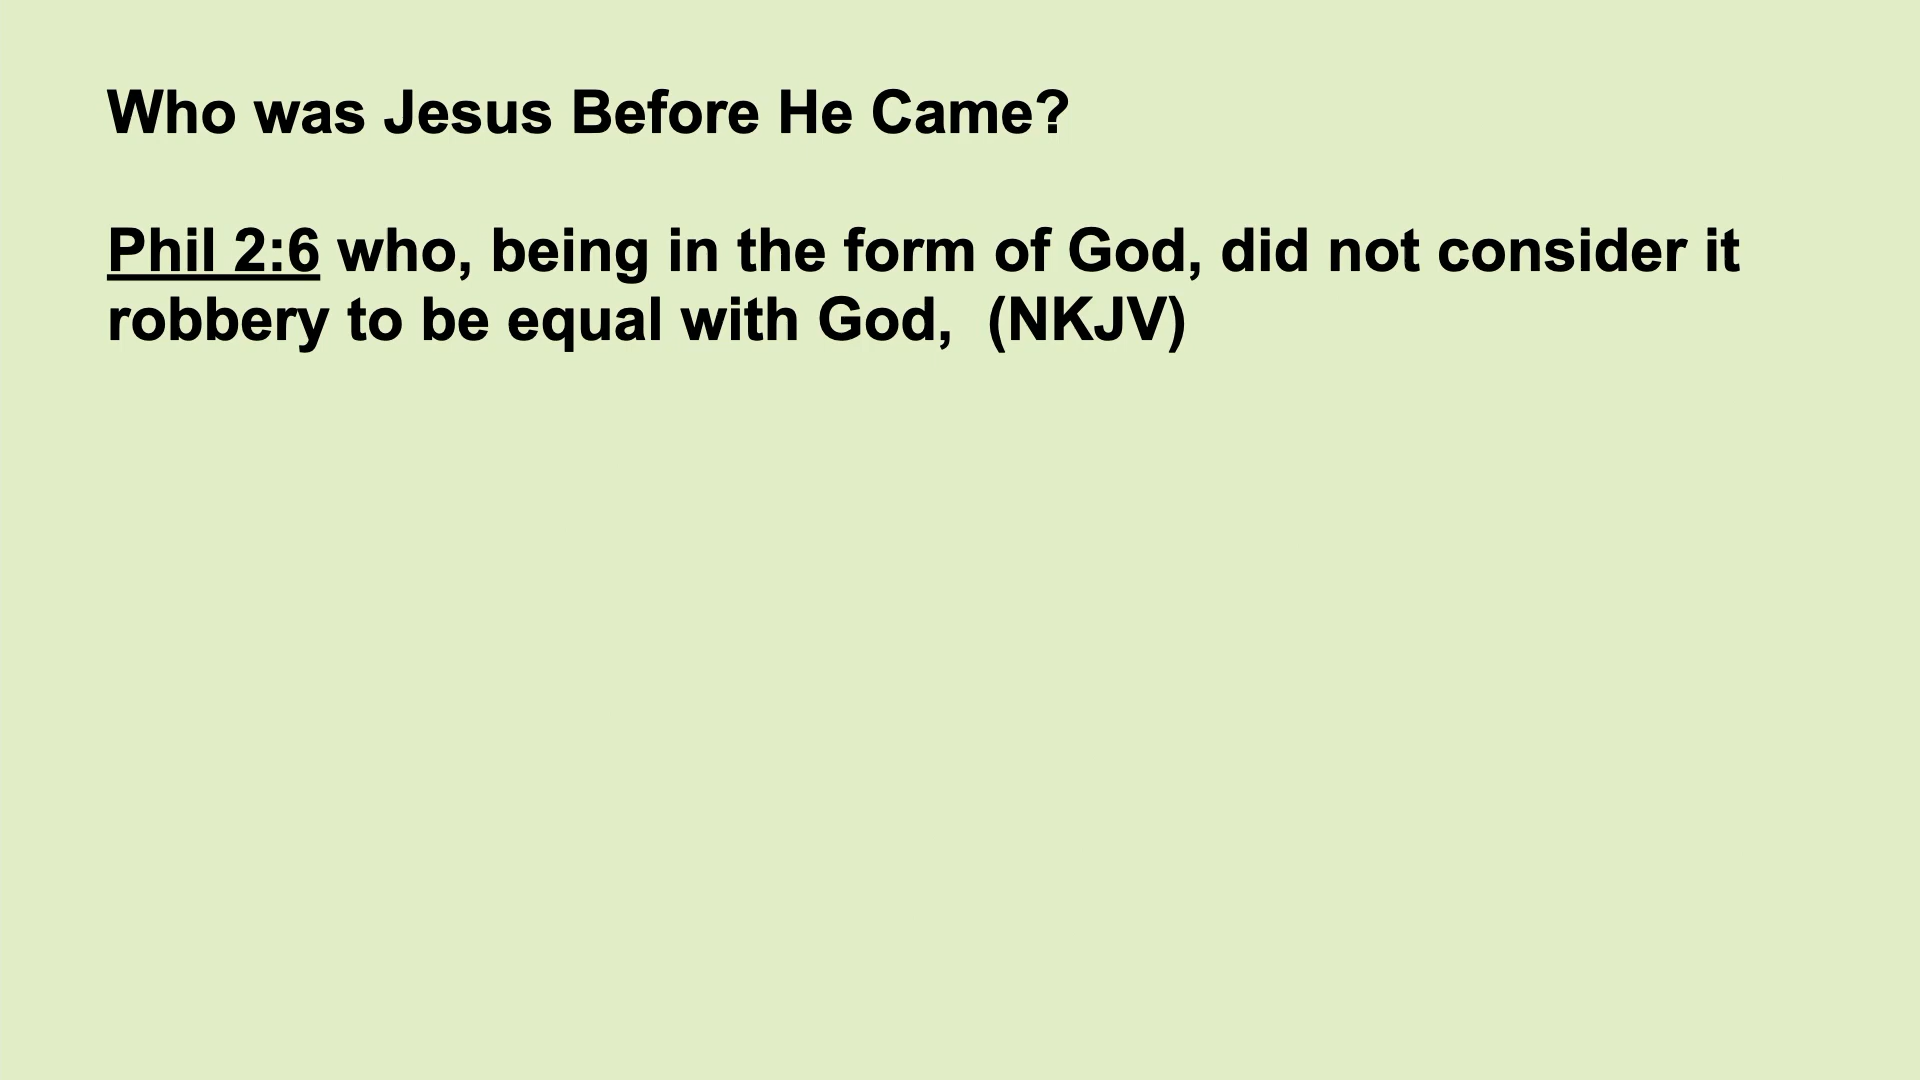 Who was Jesus Before He Came?
Phil 2:6 who, being in the form of God, did not consider it
robbery to be equal with God,  (NKJV)